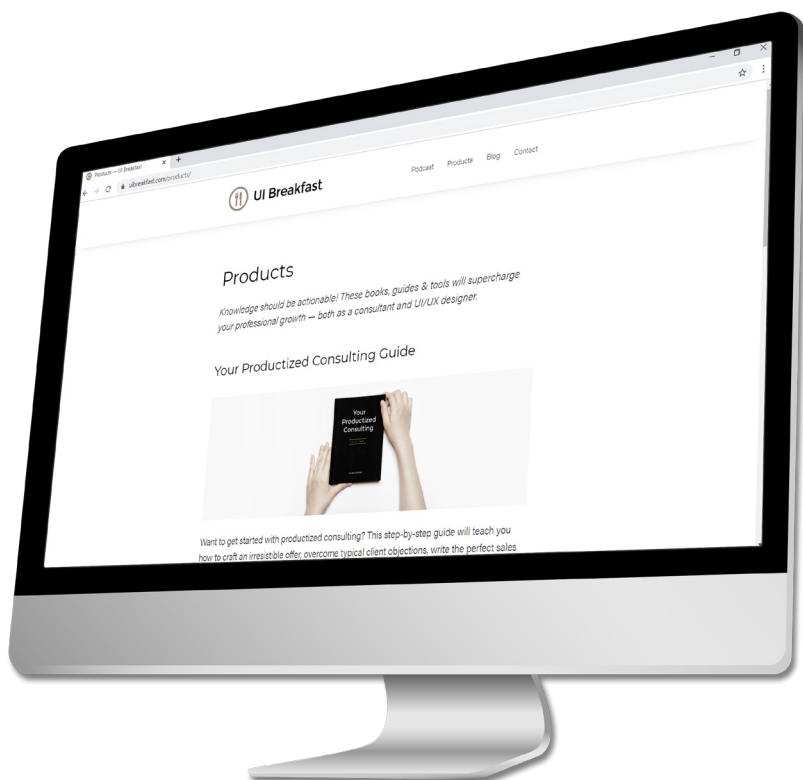 Products — UI Breakfast
uibreakfast.com/products/
UI Breakfast
Podcast Products Blog Contact
Products
Knowledge should be actionable! These books, guides & tools will supercharge
your professional growth — both as a consultant and UI/UX designer.
Your Productized Consulting Guide
Your
Productized
Consulting
Want to get started with productized consulting? This step-by-step guide will teach you
how to craft an irresistible offer, overcome typical client objections, write the perfect sales